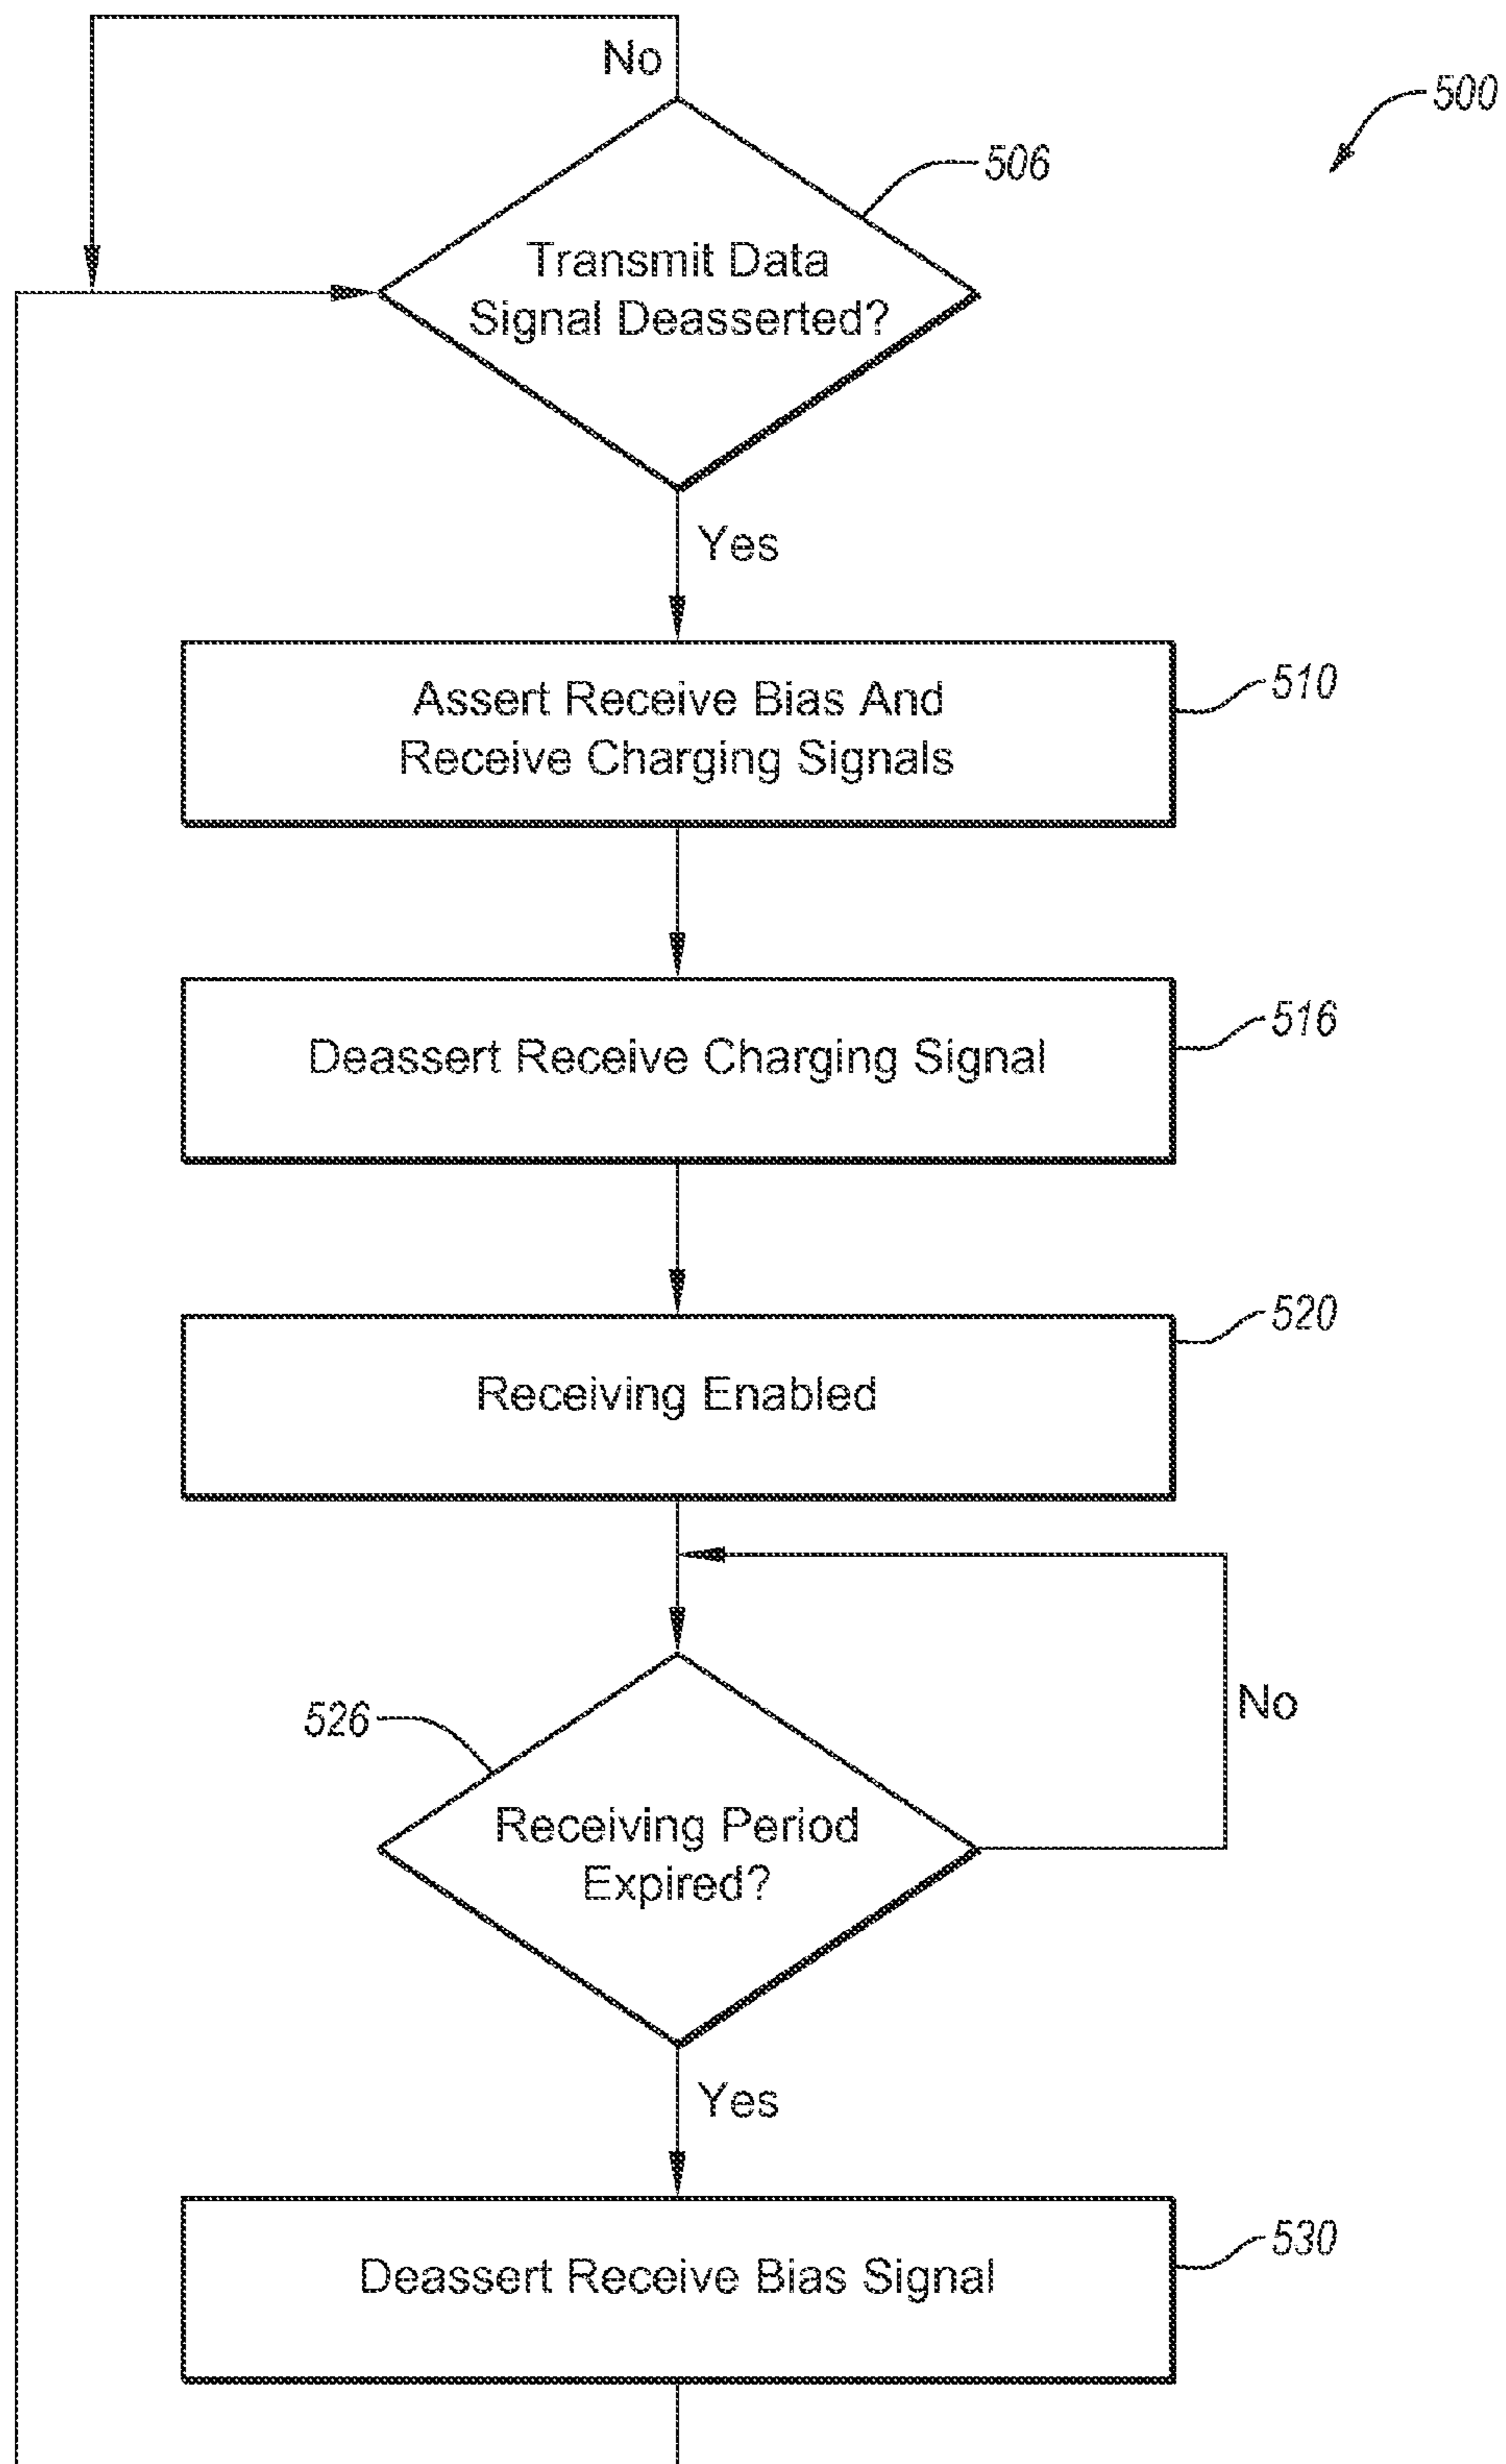 No
500
506
Transmit Data
Signal Deasserted?
Yes
Assert Receive Bias And
Receive Charging Signals
510
Deassert Receive Charging Signal
516
Receiving Enabled
520
526
Receiving Period
Expired?
No
Yes
Deassert Receive Bias Signal
530